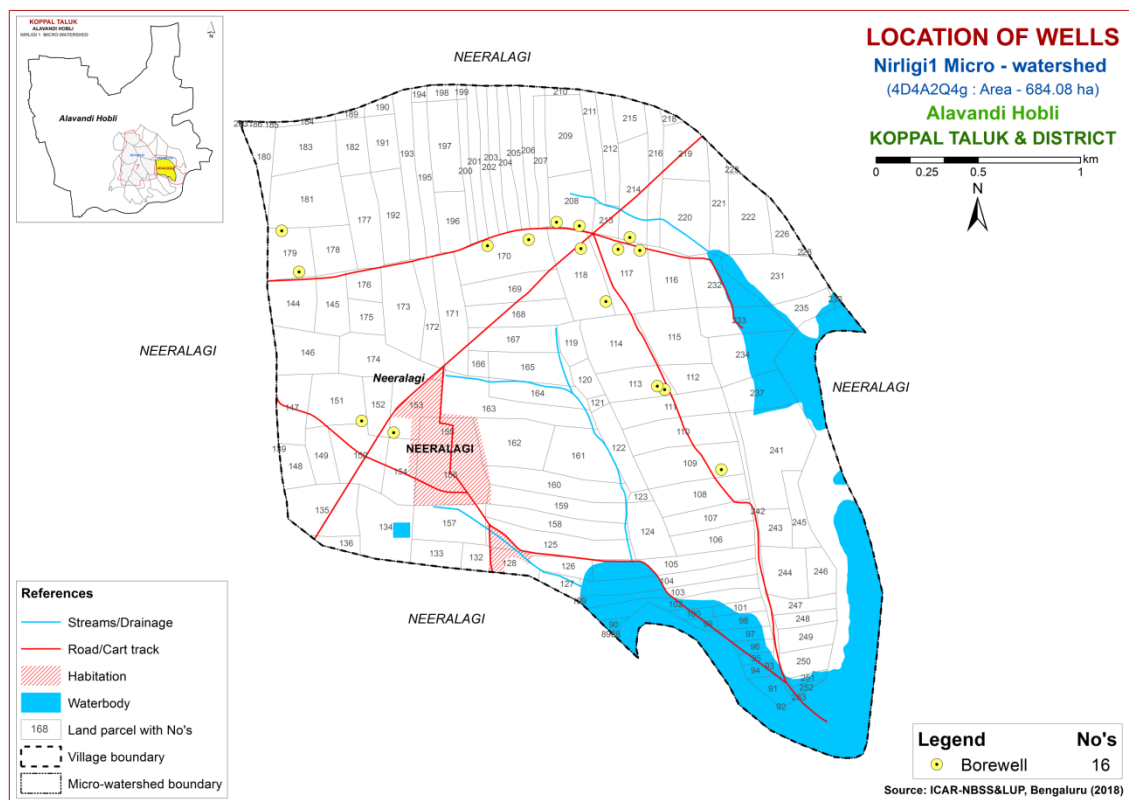 KOPPAL TALUK
ALAVANDI HOBLI
NIRLIGI 1 MICRO-WATERSHED
N
Alavandi Hobli
LOCATION OF WELLS
Nirligi1 Micro - watershed
(4D4A2Q4g : Area - 684.08 ha)
Alavandi Hobli
KOPPAL TALUK & DISTRICT
0 0.25 0.5 1 km
N
NEERALAGI
194 198 199 210
190
189 211
184 215 218
185
183 182 191 193 197 209 212 216 219
203 205 206
201 202 204 207
200
180
195
181 214
208
177 192 196 213 220 221 222
226
179 178 170 118 117 116 231
176 169 232
144 145 173 171 168 235
175 233
172 119 114 115
146 167 234
NEERALAGI
174 166 165
Neeralagi
120 113 112
NEERALAGI
164 237
151 152 153 163 121 111
147
155 110
NEERALAGI
162 122 241
149 161 109
148 154 156
160 123 108
159 242
135 107
134 157 158 124 243 245
136 125 106
133 132 128 126 105 244 246
127 104
103
102 101 247
98 248
90 97 249
96
95 250
94 93
91 251
252
253
92
NEERALAGI
References
Streams/Drainage
Road/Cart track
Habitation
Waterbody
168 Land parcel with No's
Village boundary
Micro-watershed boundary
Legend No's
Borewell 16
Source: ICAR-NBSS&LUP, Bengaluru (2018)